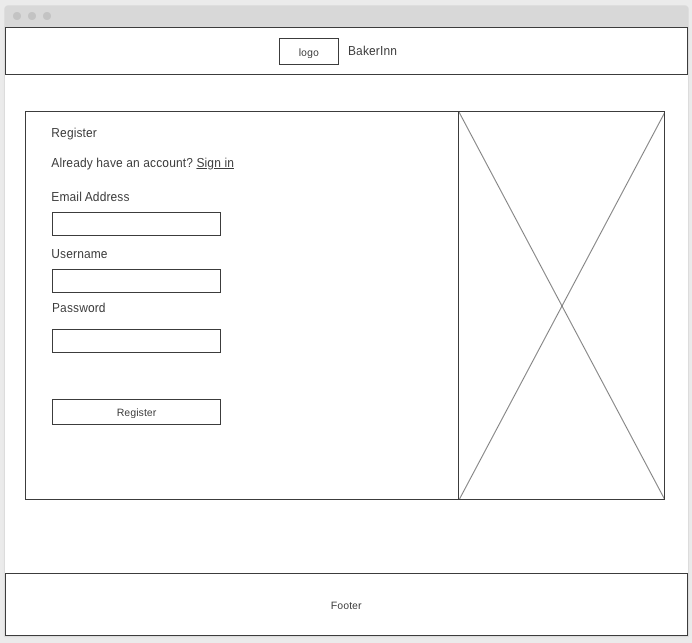 logo BakerInn
Register
Already have an account? Sign in
Email Address
Username
Password
Register
Footer